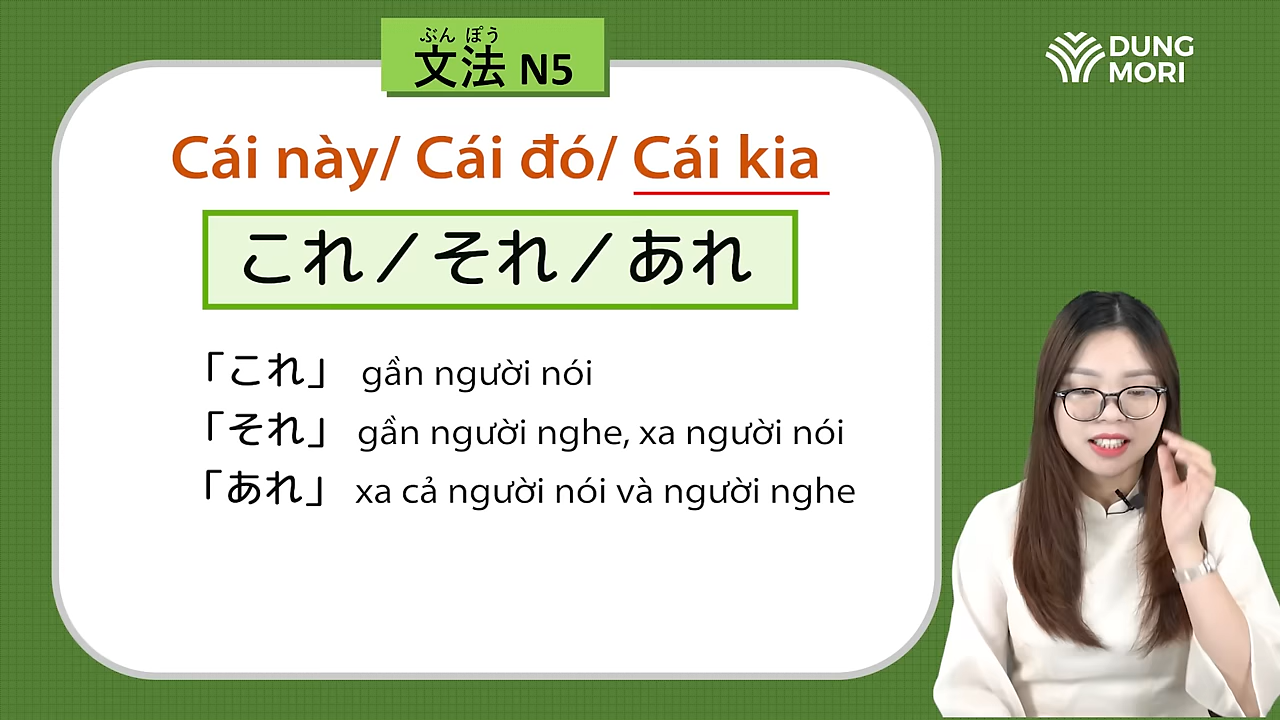 ぶん ぽう
文法 N5
DUNG
MORI
Cái này/ Cái đó/ Cái kia
これ／それ／あれ
「これ」 gần người nói
「それ」 gần người nghe, xa người nói
「あれ」 xa cả người nói và người nghe